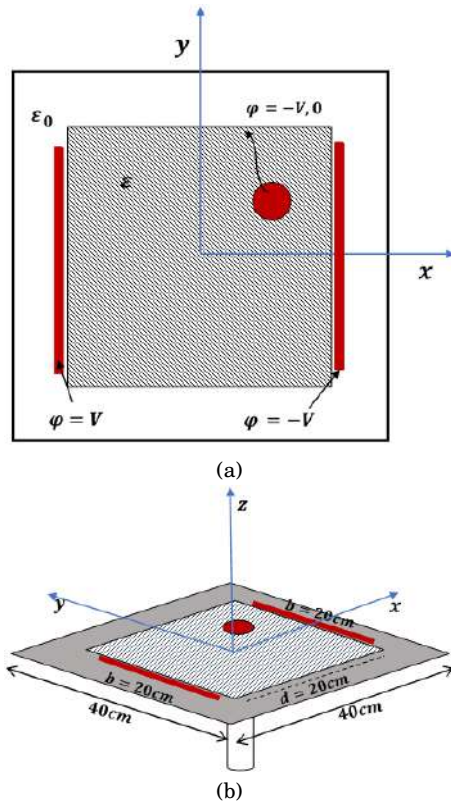 y
φ = −V, 0
ε₀
ε
x
φ = V
φ = −V
(a)
z
y
x
b = 20cm
b = 20cm
d = 20cm
40cm
40cm
(b)